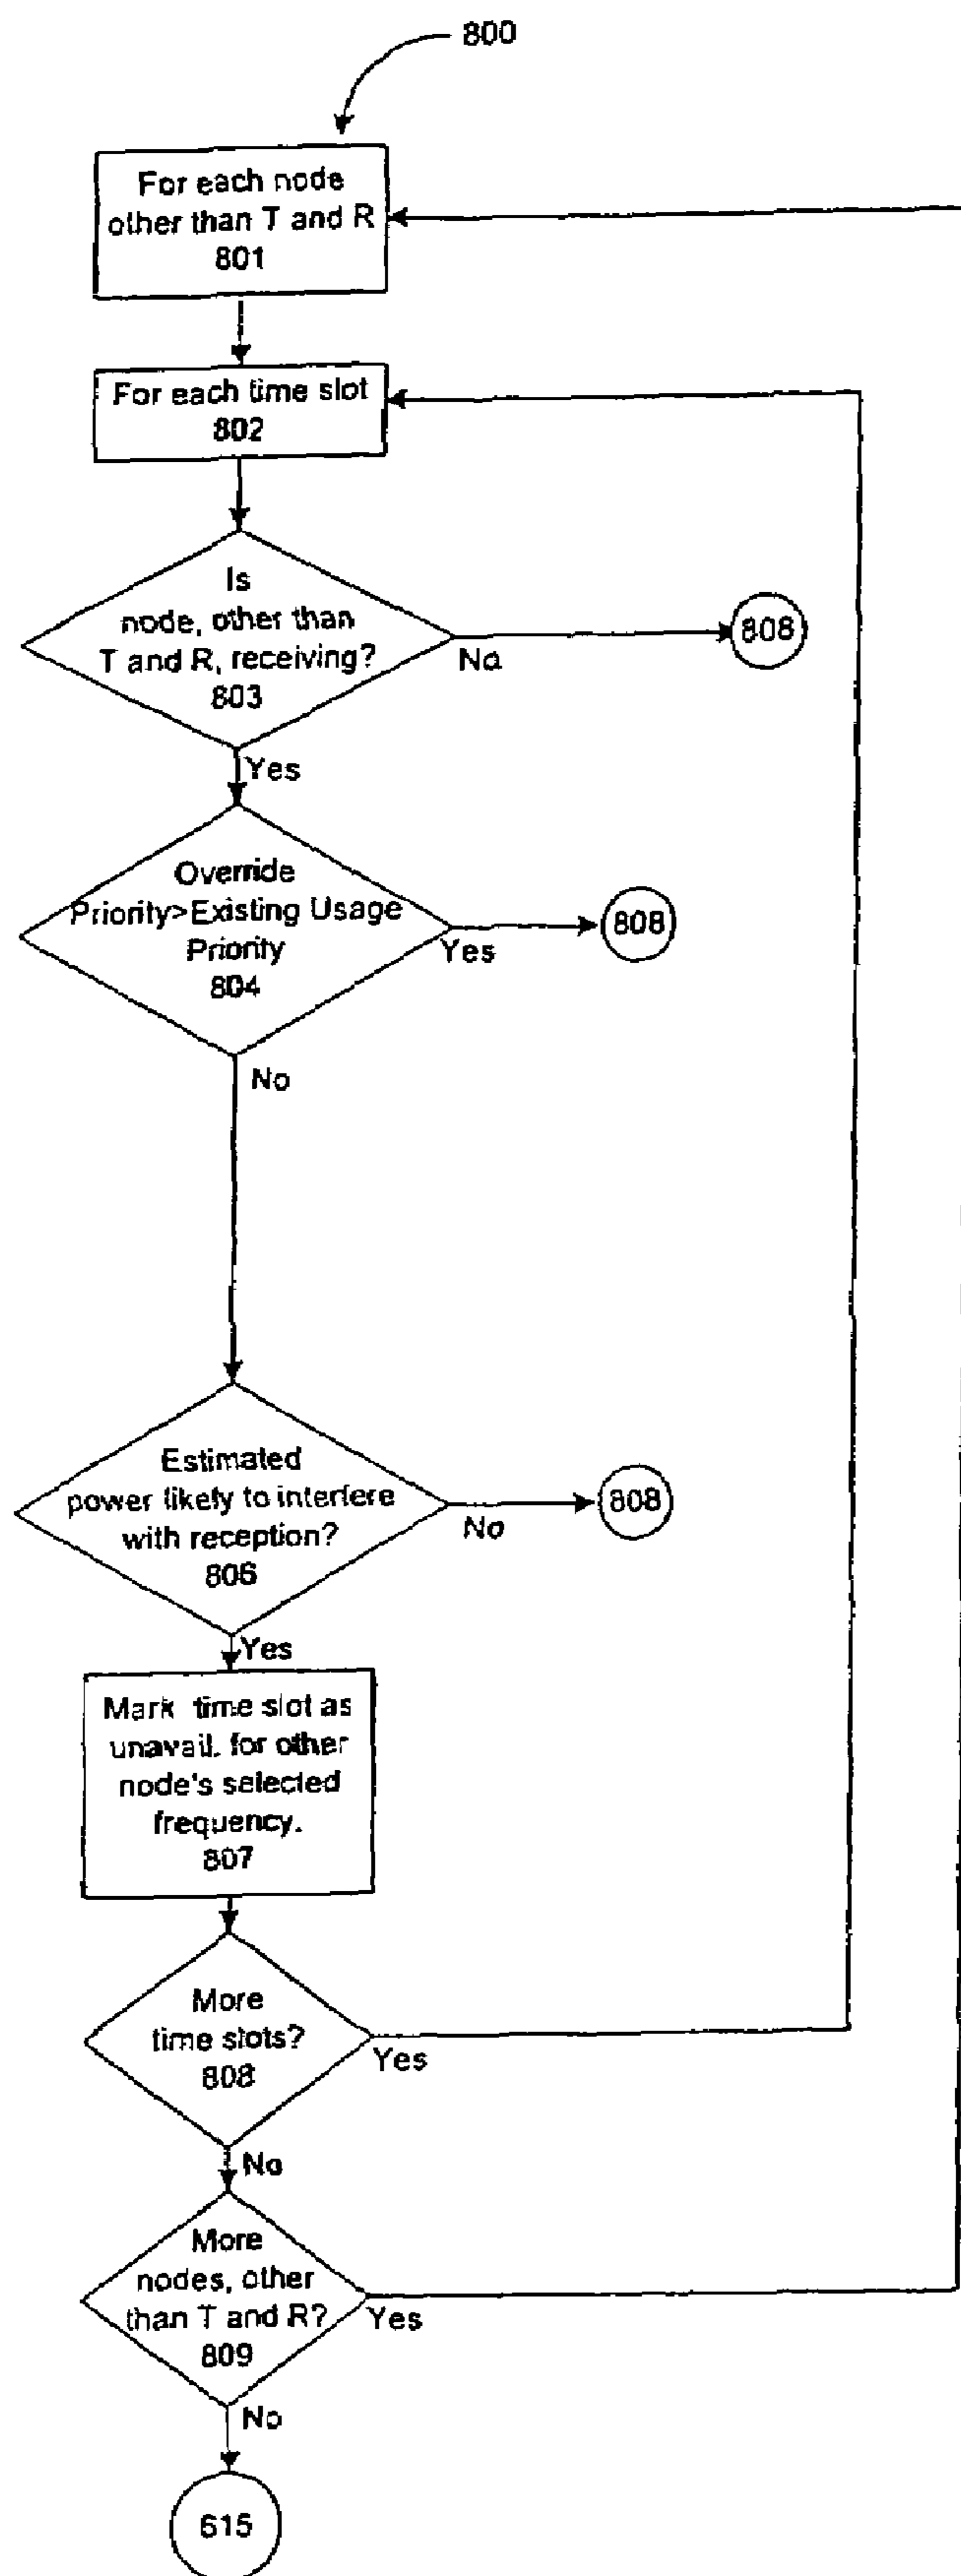 800
For each node
other than T and R
801
For each time slot
802
Is
node, other than
T and R, receiving?
803
No
808
Yes
Override
Priority>Existing Usage
Priority
804
Yes
808
No
Estimated
power likely to interfere
with reception?
806
No
808
Yes
Mark time slot as
unavail. for other
node's selected
frequency.
807
More
time slots?
808
Yes
No
More
nodes, other
than T and R?
809
Yes
No
615